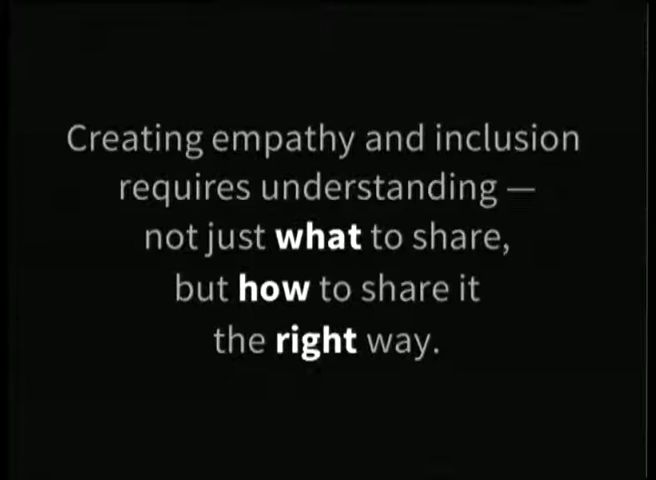 Creating empathy and inclusion
requires understanding —
not just what to share,
but how to share it
the right way.